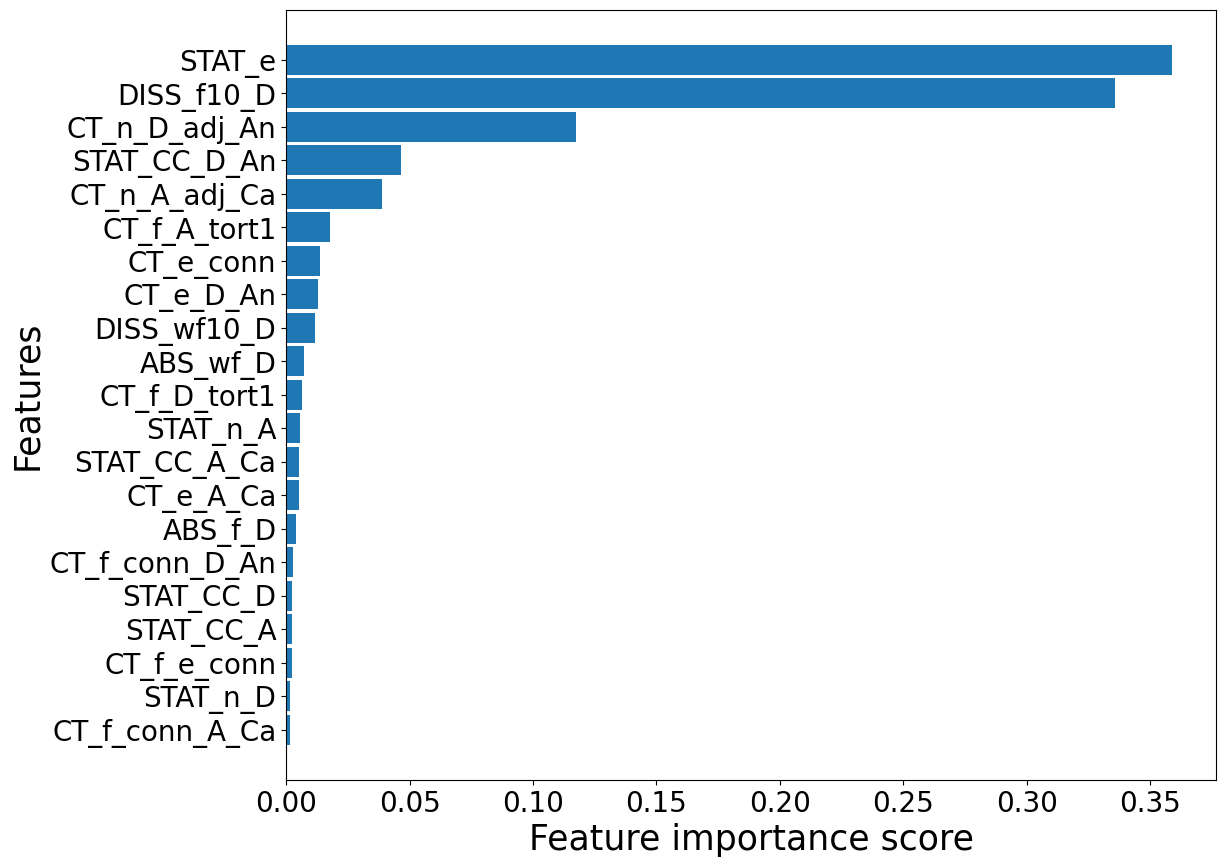 STAT_e
DISS_f10_D
CT_n_D_adj_An
STAT_CC_D_An
CT_n_A_adj_Ca
CT_f_A_tort1
CT_e_conn
CT_e_D_An
DISS_wf10_D
ABS_wf_D
CT_f_D_tort1
STAT_n_A
STAT_CC_A_Ca
CT_e_A_Ca
ABS_f_D
CT_f_conn_D_An
STAT_CC_D
STAT_CC_A
CT_f_e_conn
STAT_n_D
CT_f_conn_A_Ca
Features
0.00 0.05 0.10 0.15 0.20 0.25 0.30 0.35
Feature importance score